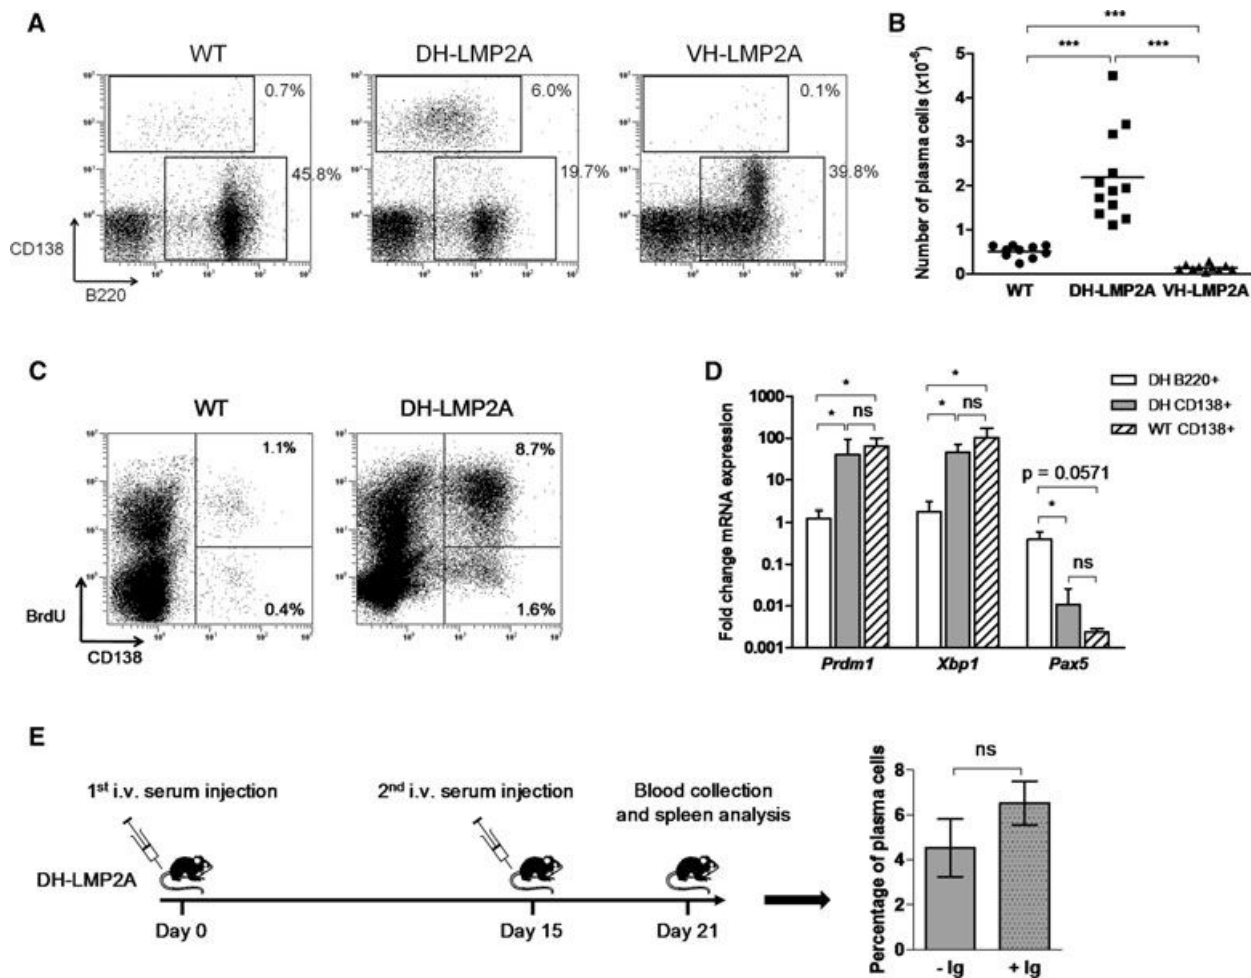 A
WT
DH-LMP2A
VH-LMP2A
0.7%
6.0%
0.1%
45.8%
19.7%
39.8%
CD138
B220
B
***
*** ***
Number of plasma cells (x10⁻⁶)
5
4
3
2
1
0
WT DH-LMP2A VH-LMP2A
C
WT
DH-LMP2A
1.1%
8.7%
0.4%
1.6%
BrdU
CD138
D
DH B220+
DH CD138+
WT CD138+
Fold change mRNA expression
1000
100
10
1
0.1
0.01
0.001
* *
* ns * ns
p = 0.0571
*
ns
Prdm1 Xbp1 Pax5
E
1st i.v. serum injection
2nd i.v. serum injection
Blood collection
and spleen analysis
DH-LMP2A
Day 0
Day 15
Day 21
Percentage of plasma cells
8
6
4
2
0
ns
- Ig + Ig